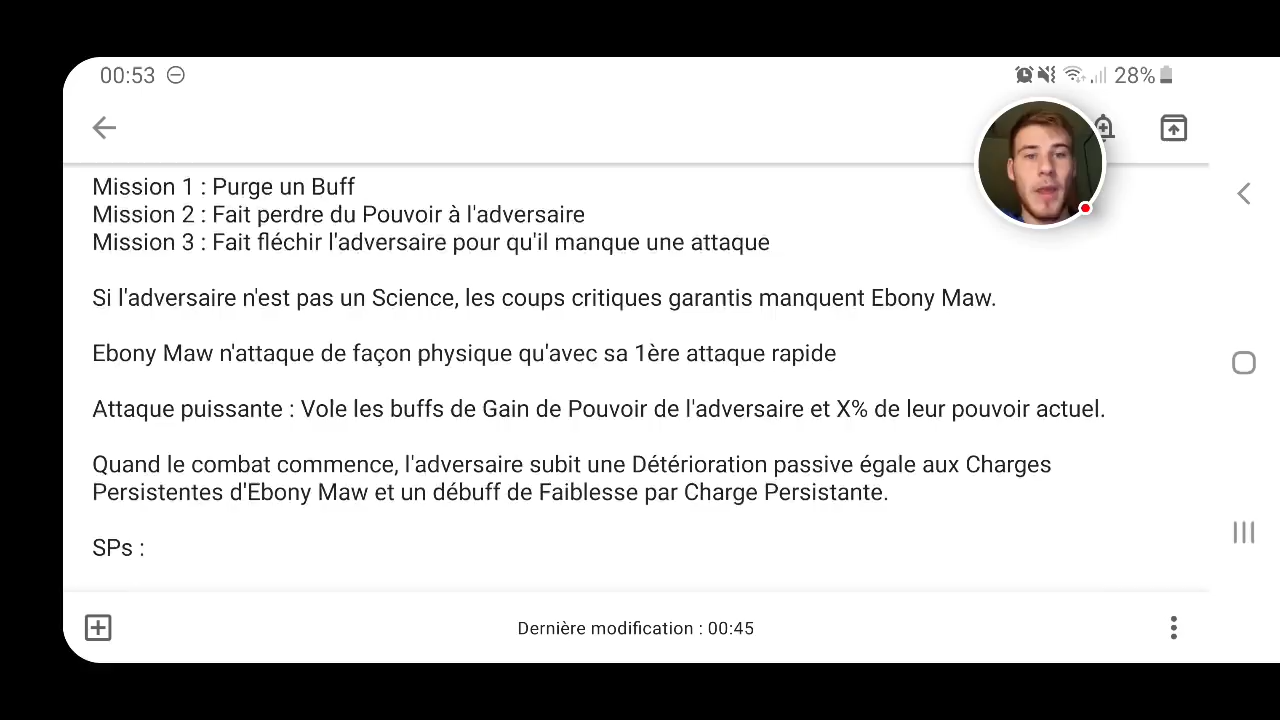 00:53
28%
Mission 1 : Purge un Buff
Mission 2 : Fait perdre du Pouvoir à l'adversaire
Mission 3 : Fait fléchir l'adversaire pour qu'il manque une attaque
Si l'adversaire n'est pas un Science, les coups critiques garantis manquent Ebony Maw.
Ebony Maw n'attaque de façon physique qu'avec sa 1ère attaque rapide
Attaque puissante : Vole les buffs de Gain de Pouvoir de l'adversaire et X% de leur pouvoir actuel.
Quand le combat commence, l'adversaire subit une Détérioration passive égale aux Charges
Persistentes d'Ebony Maw et un débuff de Faiblesse par Charge Persistante.
SPs :
Dernière modification : 00:45